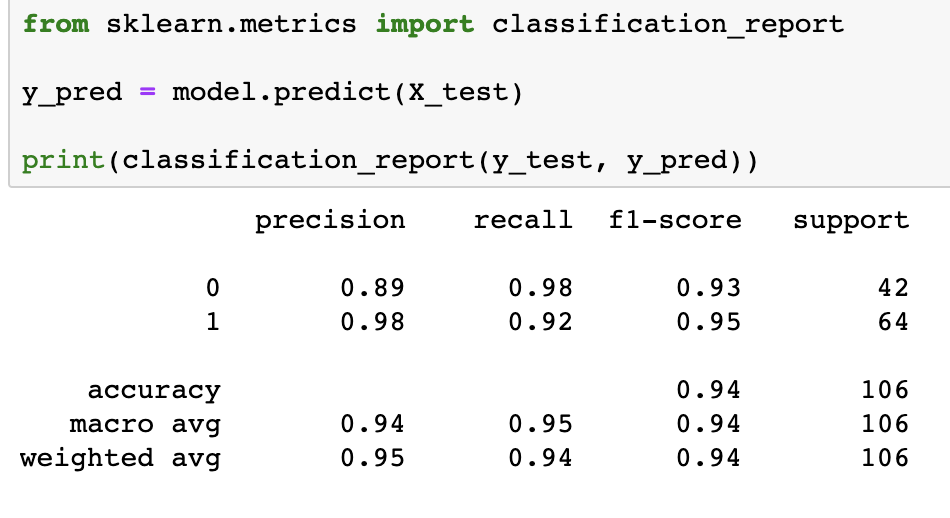 from sklearn.metrics import classification_report
y_pred = model.predict(X_test)
print(classification_report(y_test, y_pred))
precision recall f1-score support
0 0.89 0.98 0.93 42
1 0.98 0.92 0.95 64
accuracy 0.94 106
macro avg 0.94 0.95 0.94 106
weighted avg 0.95 0.94 0.94 106